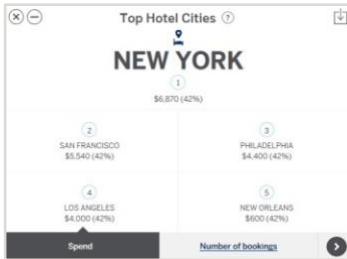 Top Hotel Cities ?
NEW YORK
1
$6,870 (42%)
2
SAN FRANCISCO
$5,540 (42%)
3
PHILADELPHIA
$4,400 (42%)
4
LOS ANGELES
$4,000 (42%)
5
NEW ORLEANS
$600 (42%)
Spend
Number of bookings